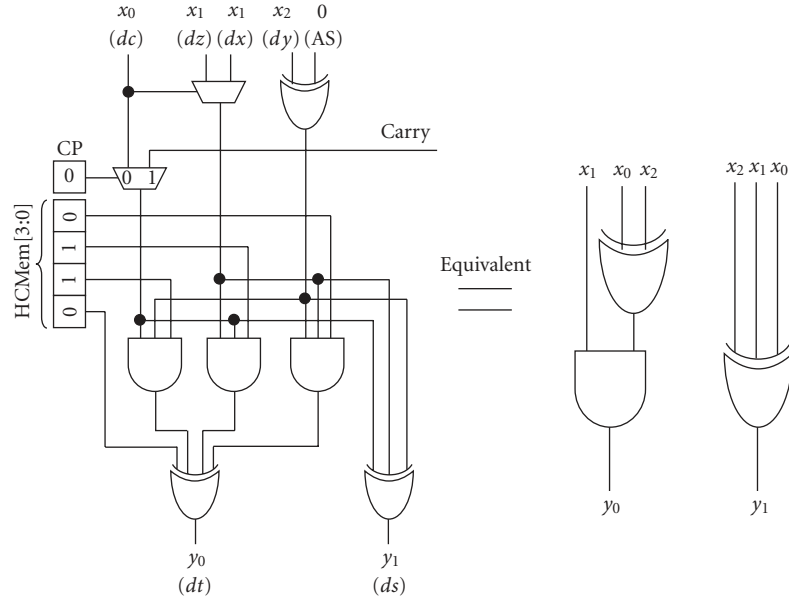 x₀ x₁ x₁ x₂ 0
(dc) (dz) (dx) (dy) (AS)
Carry
CP
0
0 1
HCMem[3:0]
0
1
1
0
y₀ y₁
(dt) (ds)
Equivalent
x₁ x₀ x₂ x₂ x₁ x₀
y₀ y₁